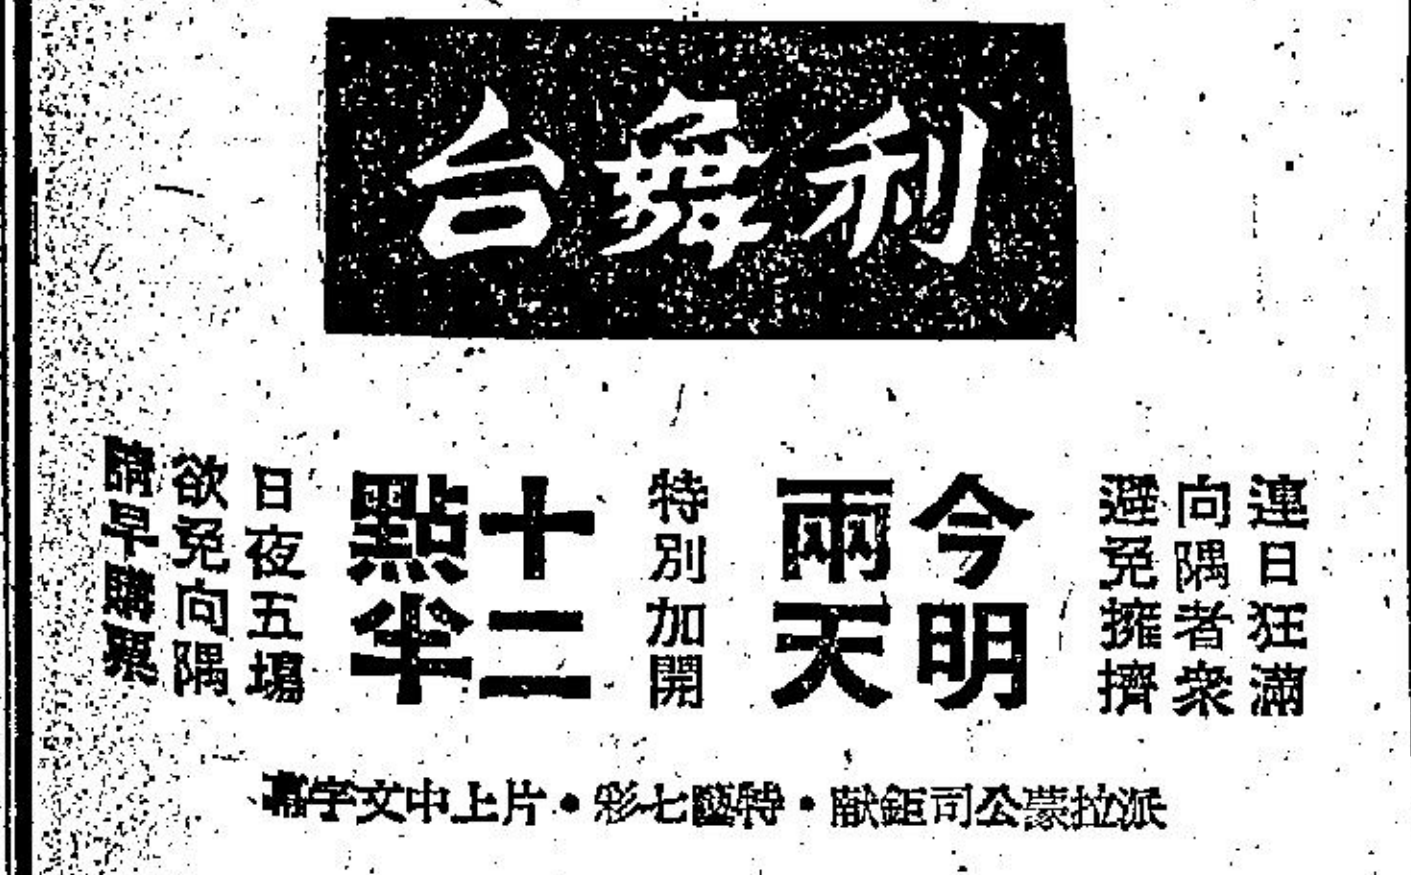 利舞台
連日狂滿
向隅者衆
避免擁擠
今明
兩天
特別加開
十二
點半
日夜五塲
欲免向隅
請早購票
派拉蒙公司鉅献・特藝七彩・片上中文字幕